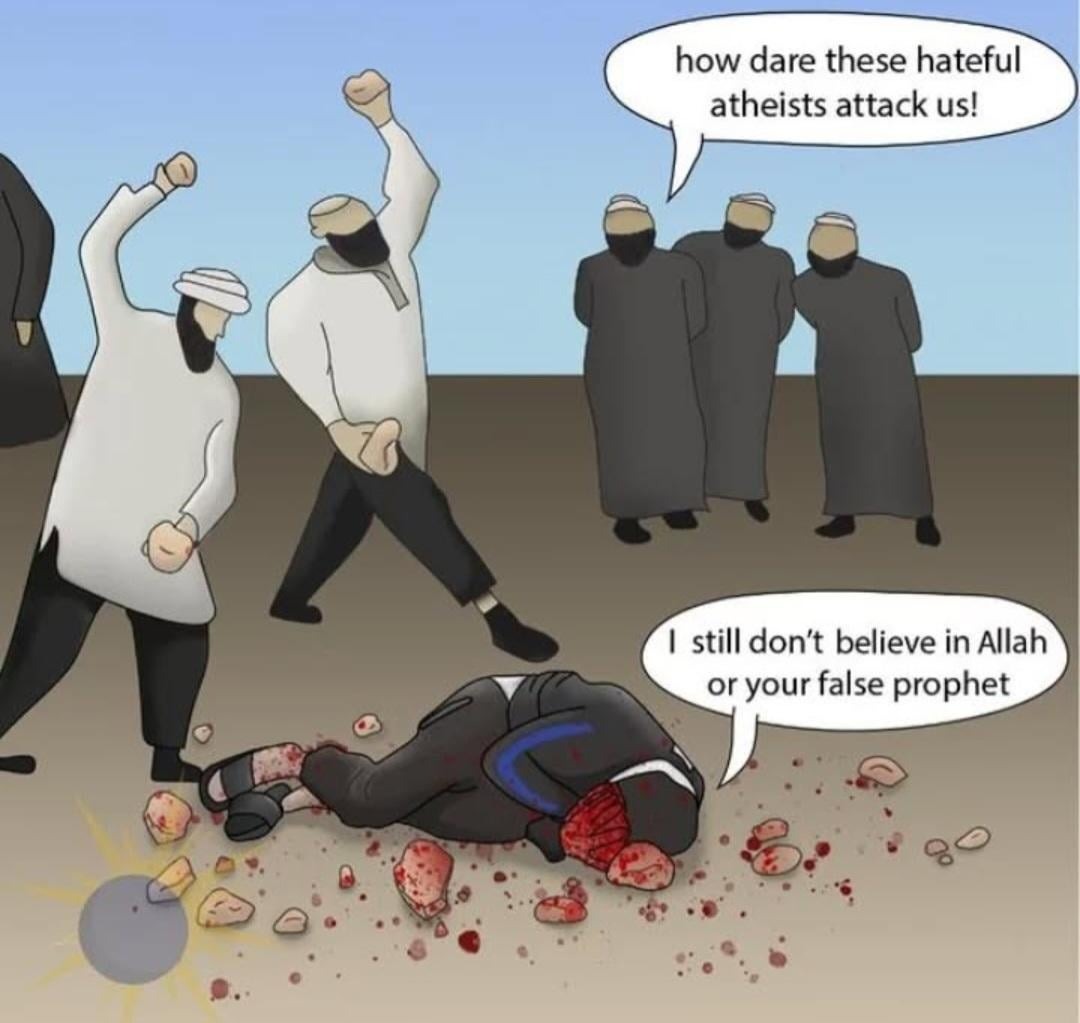 how dare these hateful
atheists attack us!
I still don't believe in Allah
or your false prophet